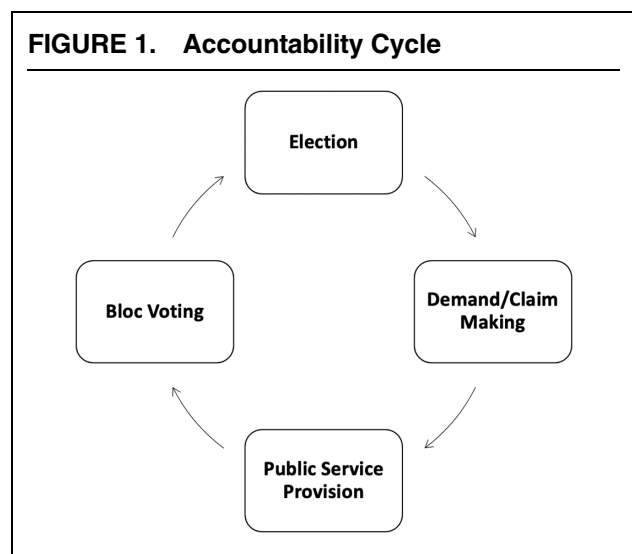 FIGURE 1. Accountability Cycle
Election
Bloc Voting
Demand/Claim
Making
Public Service
Provision